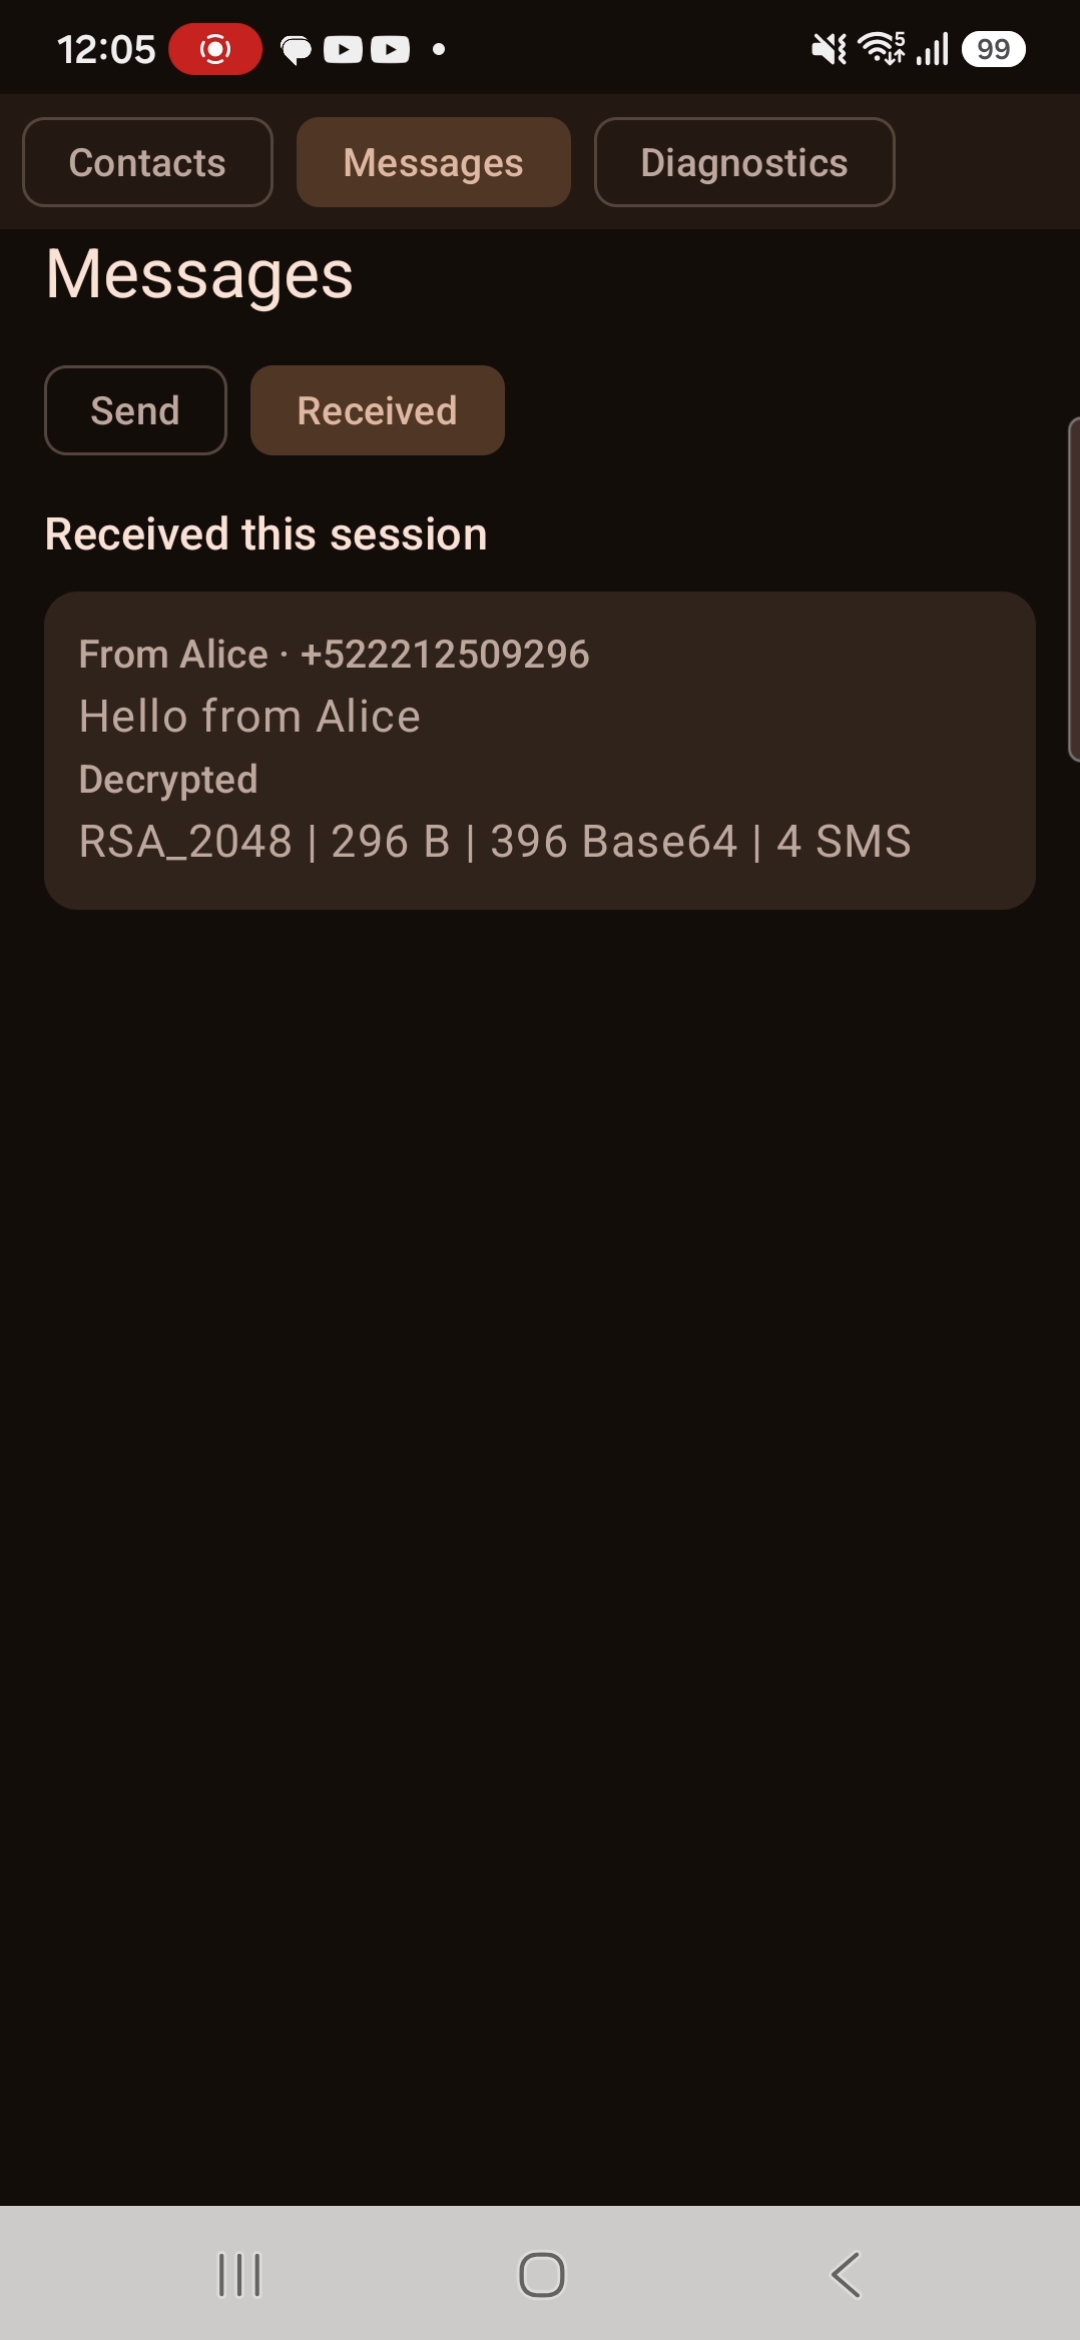 12:05
5
99
Contacts
Messages
Diagnostics
Messages
Send
Received
Received this session
From Alice · +522212509296
Hello from Alice
Decrypted
RSA_2048 | 296 B | 396 Base64 | 4 SMS